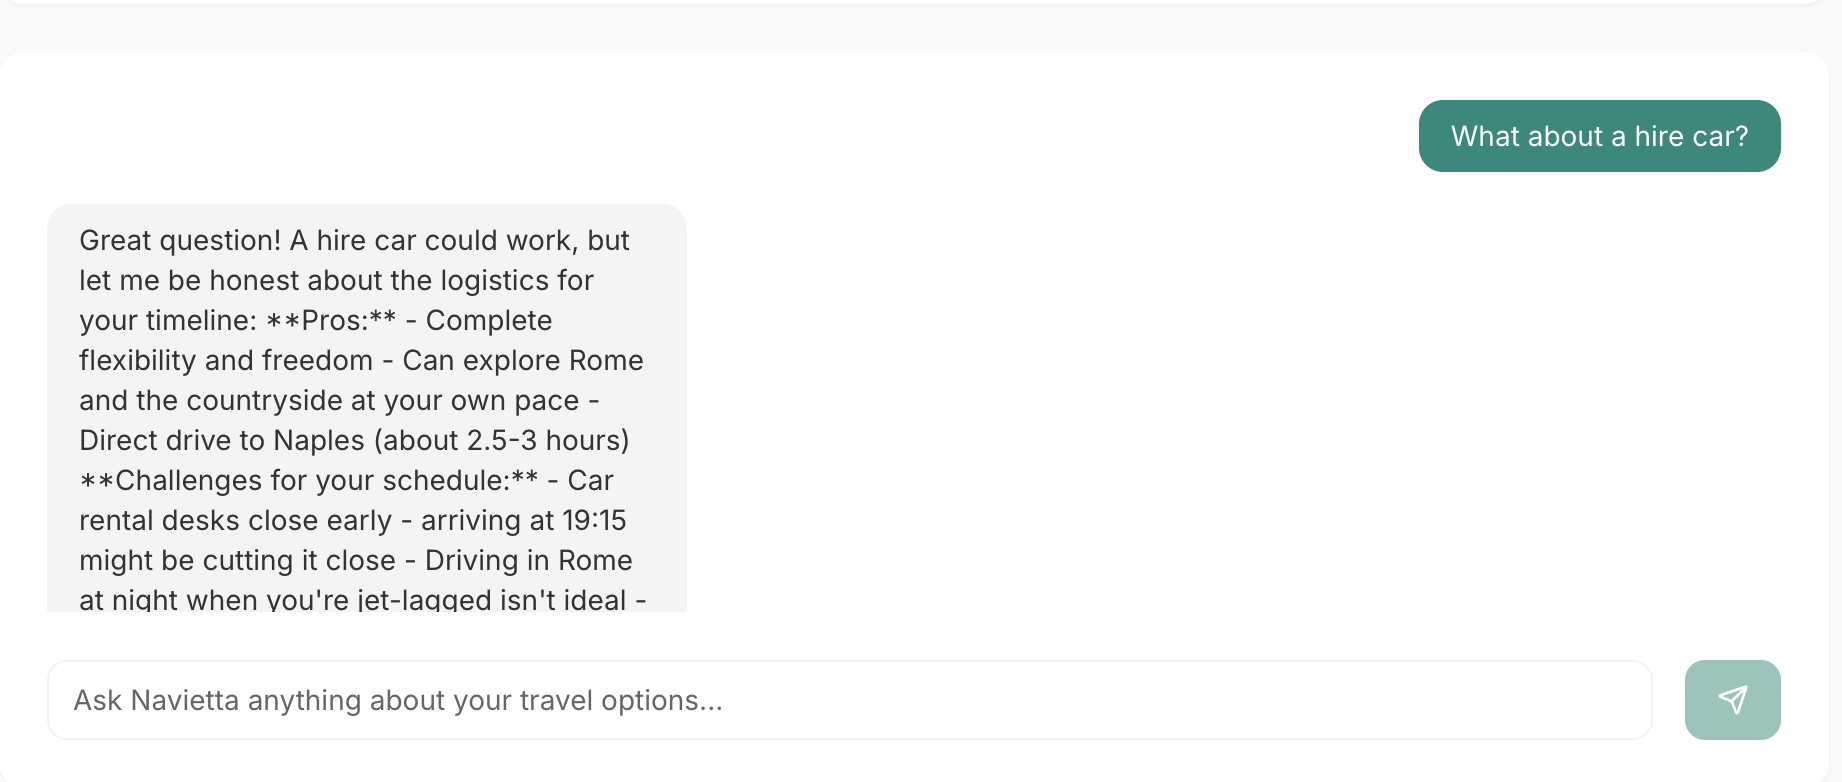 What about a hire car?
Great question! A hire car could work, but
let me be honest about the logistics for
your timeline: **Pros:** - Complete
flexibility and freedom - Can explore Rome
and the countryside at your own pace -
Direct drive to Naples (about 2.5-3 hours)
**Challenges for your schedule:** - Car
rental desks close early - arriving at 19:15
might be cutting it close - Driving in Rome
at night when you're jet-lagged isn't ideal -
Ask Navietta anything about your travel options...